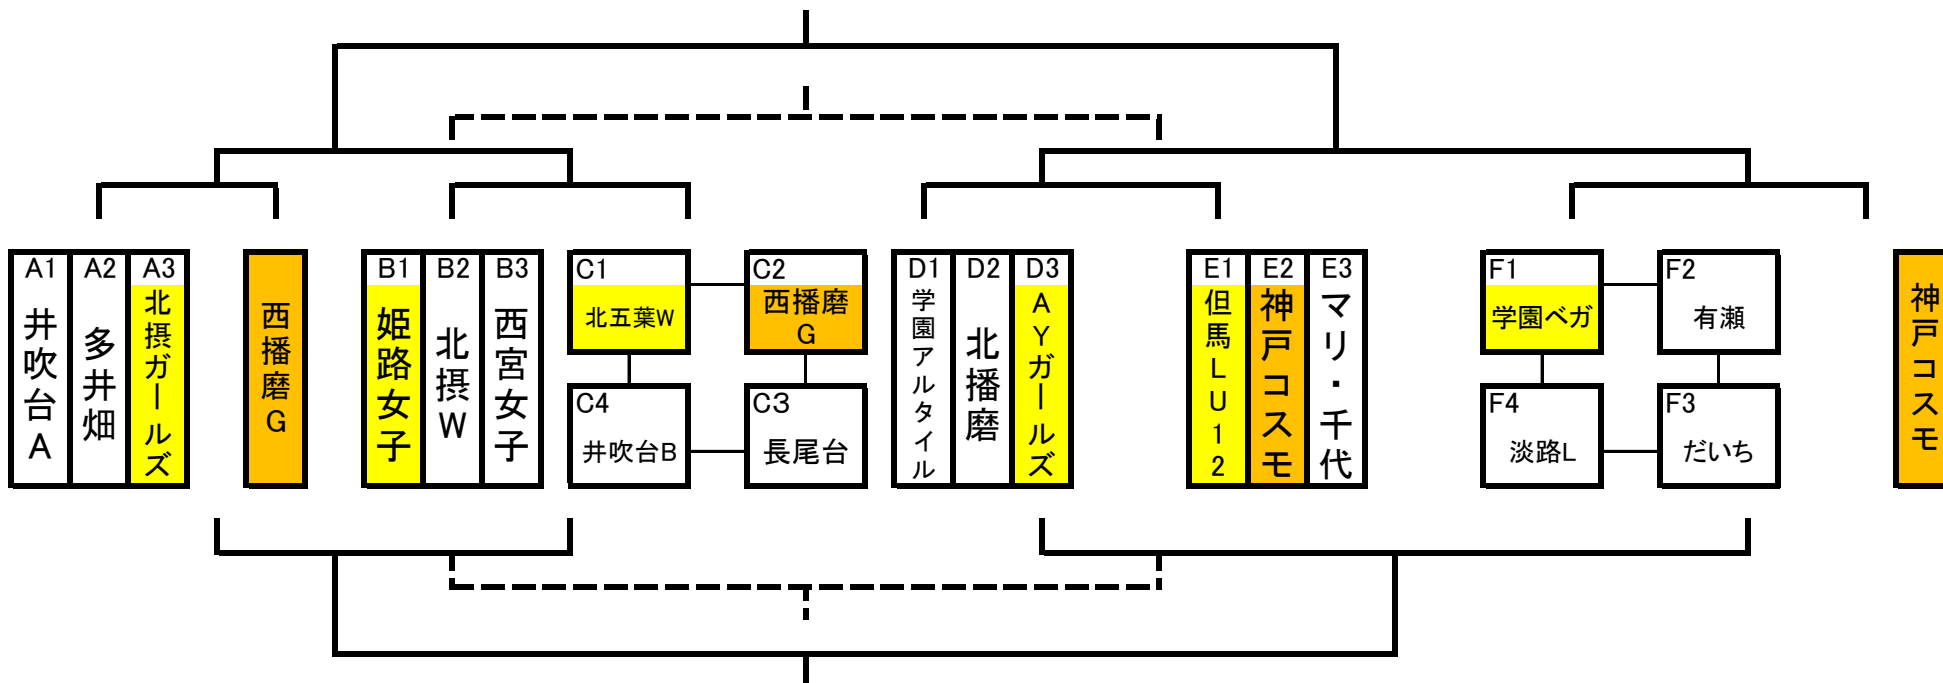 A1
井吹台A
A2
多井畑
A3
北摂ガールズ
西播磨G
B1
姫路女子
B2
北摂W
B3
西宮女子
C1
北五葉W
C2
西播磨
G
C4
井吹台B
C3
長尾台
D1
学園アルタイル
D2
北播磨
D3
AYガールズ
E1
但馬LU12
E2
神戸コスモ
E3
マリ・千代
F1
学園ベガ
F2
有瀬
F4
淡路L
F3
だいち
神戸コスモ